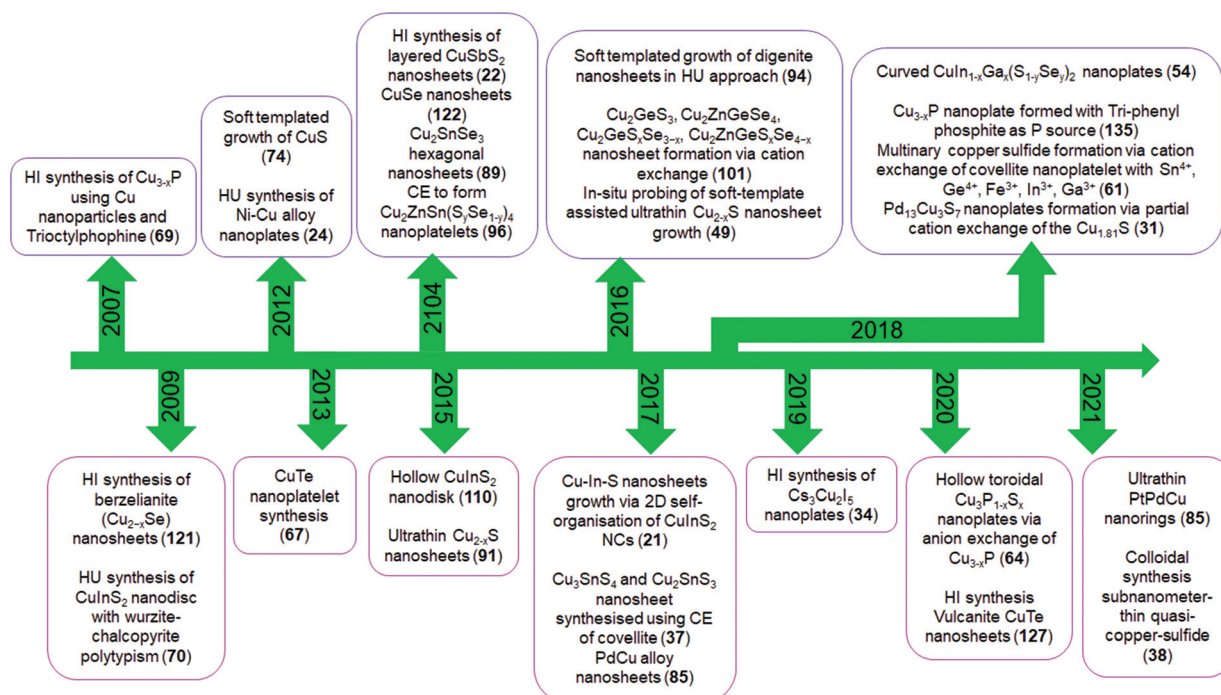 HI synthesis of Cu₃₋ₓP
using Cu
nanoparticles and
Trioctylphophine (69)
Soft templated
growth of CuS
(74)
HU synthesis of
Ni-Cu alloy
nanoplates (24)
HI synthesis of
layered CuSbS₂
nanosheets (22)
CuSe nanosheets
(122)
Cu₂SnSe₃
hexagonal
nanosheets (89)
CE to form
Cu₂ZnSn(SᵧSe₁₋ᵧ)₄
nanoplatelets (96)
Soft templated growth of digenite
nanosheets in HU approach (94)
Cu₂GeS₃, Cu₂ZnGeSe₄,
Cu₂GeSₓSe₃₋ₓ, Cu₂ZnGeSₓSe₄₋ₓ
nanosheet formation via cation
exchange (101)
In-situ probing of soft-template
assisted ultrathin Cu₂₋ₓS nanosheet
growth (49)
Curved CuIn₁₋ₓGaₓ(S₁₋ᵧSeᵧ)₂ nanoplates (54)
Cu₃₋ₓP nanoplate formed with Tri-phenyl
phosphite as P source (135)
Multinary copper sulfide formation via cation
exchange of covellite nanoplatelet with Sn⁴⁺,
Ge⁴⁺, Fe³⁺, In³⁺, Ga³⁺ (61)
Pd₁₃Cu₃S₇ nanoplates formation via partial
cation exchange of the Cu₁.₈₁S (31)
2007
2012
2104
2016
2018
2009
2013
2015
2017
2019
2020
2021
HI synthesis of
berzelianite
(Cu₂₋ₓSe)
nanosheets (121)
HU synthesis of
CuInS₂ nanodisc
with wurzite-
chalcopyrite
polytypism (70)
CuTe
nanoplatelet
synthesis
(67)
Hollow CuInS₂
nanodisk (110)
Ultrathin Cu₂₋ₓS
nanosheets (91)
Cu-In-S nanosheets
growth via 2D self-
organisation of CuInS₂
NCs (21)
Cu₃SnS₄ and Cu₂SnS₃
nanosheet
synthesised using CE
of covellite (37)
PdCu alloy
nanosheets (85)
HI synthesis of
Cs₃Cu₂I₅
nanoplates (34)
Hollow toroidal
Cu₃P₁₋ₓSₓ
nanoplates via
anion exchange of
Cu₃₋ₓP (64)
HI synthesis
Vulcanite CuTe
nanosheets (127)
Ultrathin
PtPdCu
nanorings (85)
Colloidal
synthesis
subnanometer-
thin quasi-
copper-sulfide
(38)